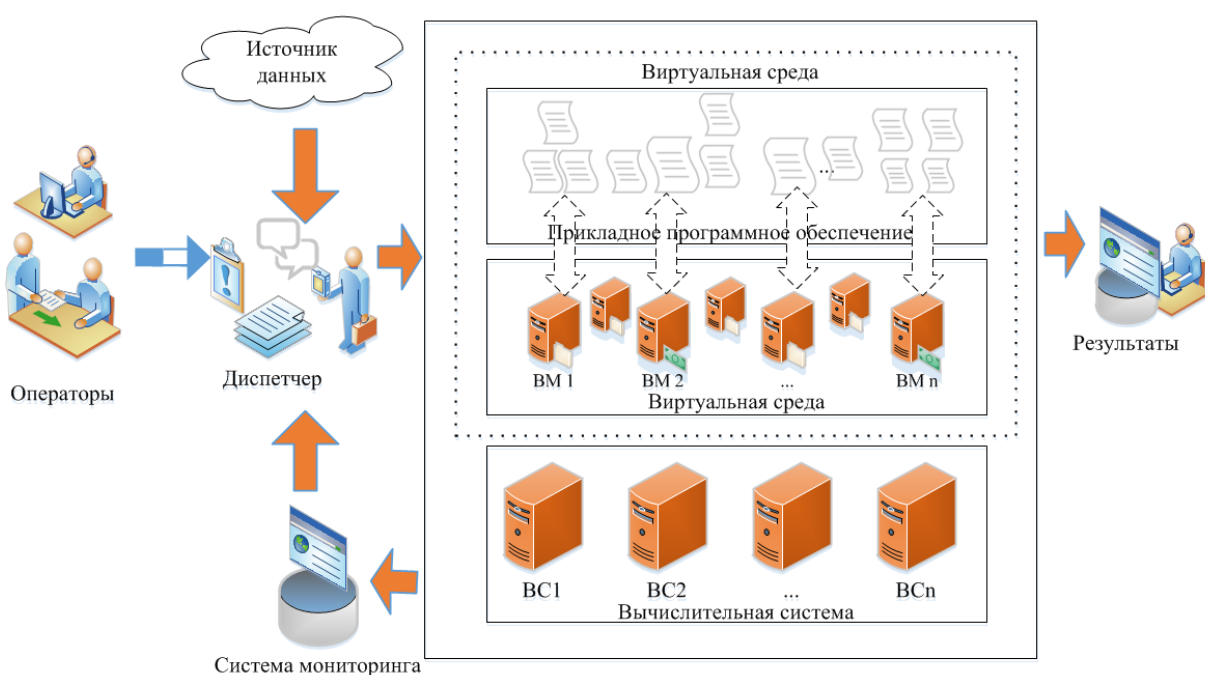 Источник
данных
Операторы
Диспетчер
Система мониторинга
Виртуальная среда
...
Прикладное программное обеспечение
ВМ 1 ВМ 2 ... ВМ n
Виртуальная среда
ВС1 ВС2 ... ВСn
Вычислительная система
Результаты